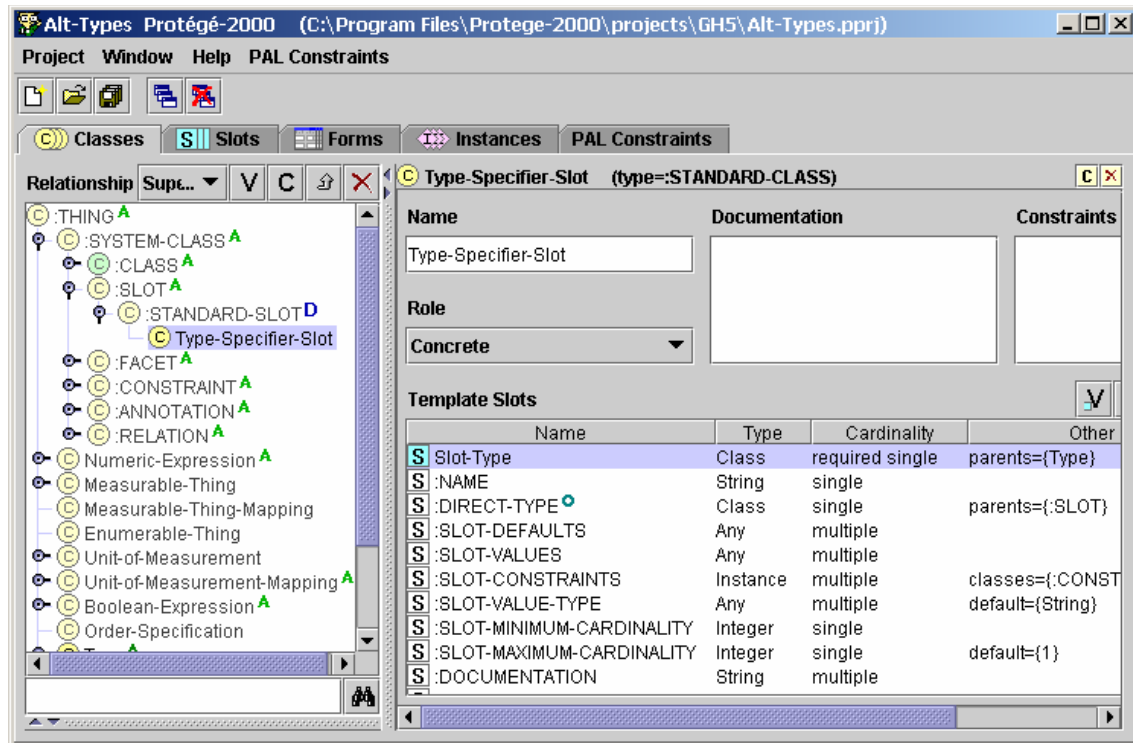 Alt-Types Protégé-2000 (C:\Program Files\Protege-2000\projects\GH5\Alt-Types.pprj)
Project Window Help PAL Constraints
C Classes S Slots Forms I Instances PAL Constraints
Relationship Supe... V C
:THING A
:SYSTEM-CLASS A
:CLASS A
:SLOT A
:STANDARD-SLOT D
Type-Specifier-Slot
:FACET A
:CONSTRAINT A
:ANNOTATION A
:RELATION A
Numeric-Expression A
Measurable-Thing
Measurable-Thing-Mapping
Enumerable-Thing
Unit-of-Measurement
Unit-of-Measurement-Mapping A
Boolean-Expression A
Order-Specification
C Type-Specifier-Slot (type=:STANDARD-CLASS) C
Name Documentation Constraints
Type-Specifier-Slot
Role
Concrete
Template Slots V
Name Type Cardinality Other
S Slot-Type Class required single parents={Type}
S :NAME String single
S :DIRECT-TYPE Class single parents={:SLOT}
S :SLOT-DEFAULTS Any multiple
S :SLOT-VALUES Any multiple
S :SLOT-CONSTRAINTS Instance multiple classes={:CONST
S :SLOT-VALUE-TYPE Any multiple default={String}
S :SLOT-MINIMUM-CARDINALITY Integer single
S :SLOT-MAXIMUM-CARDINALITY Integer single default={1}
S :DOCUMENTATION String multiple